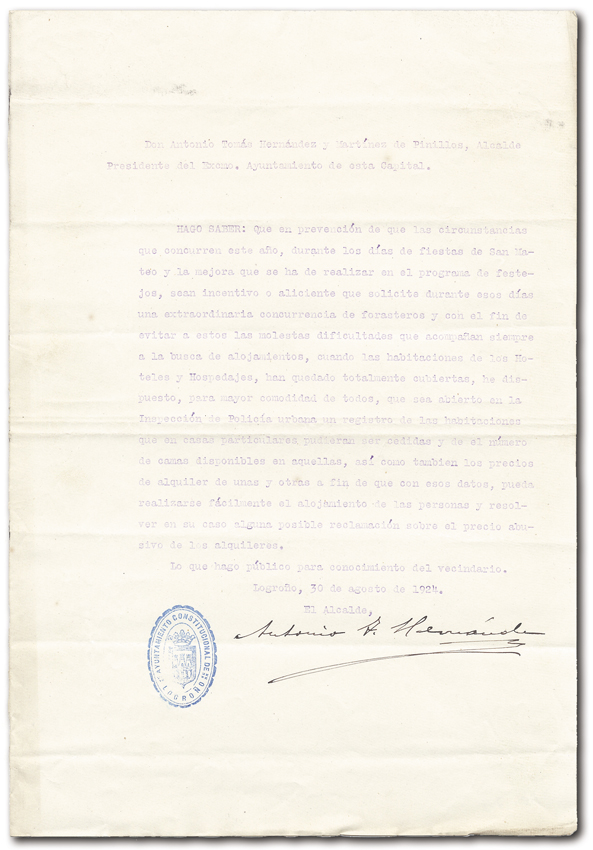 Don Antonio Tomás Hernández y Martínez de Pinillos, Alcalde
Presidente del Excmo. Ayuntamiento de esta Capital.
HAGO SABER: Que en prevención de que las circunstancias
que concurren este año, durante los días de fiestas de San Ma-
teo y la mejora que se ha de realizar en el programa de feste-
jos, sean incentivo o aliciente que solicite durante esos días
una extraordinaria concurrencia de forasteros y con el fin de
evitar a estos las molestas dificultades que acompañan siempre
a la busca de alojamientos, cuando las habitaciones de los Ho-
teles y Hospedajes, han quedado totalmente cubiertas, he dis-
puesto, para mayor comodidad de todos, que sea abierto en la
Inspección de Policía urbana un registro de las habitaciones
que en casas particulares pudieran ser cedidas y de el número
de camas disponibles en aquellas, así como tambien los precios
de alquiler de unas y otras a fin de que con esos datos, pueda
realizarse fácilmente el alojamiento de las personas y resol-
ver en su caso alguna posible reclamación sobre el precio abu-
sivo de los alquileres.
Lo que hago público para conocimiento del vecindario.
Logroño, 30 de agosto de 1924.
El Alcalde,
Antonio T. Hernández
AYUNTAMIENTO CONSTITUCIONAL DE
LOGROÑO